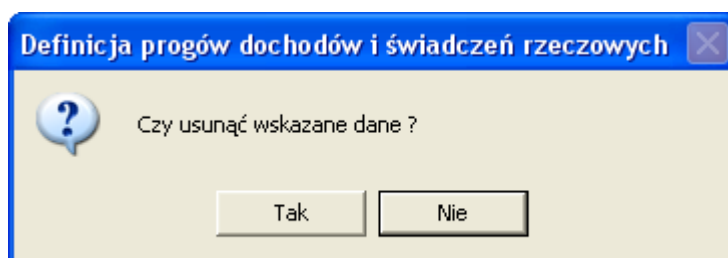 Definicja progów dochodów i świadczeń rzeczowych
Czy usunąć wskazane dane ?
Tak Nie